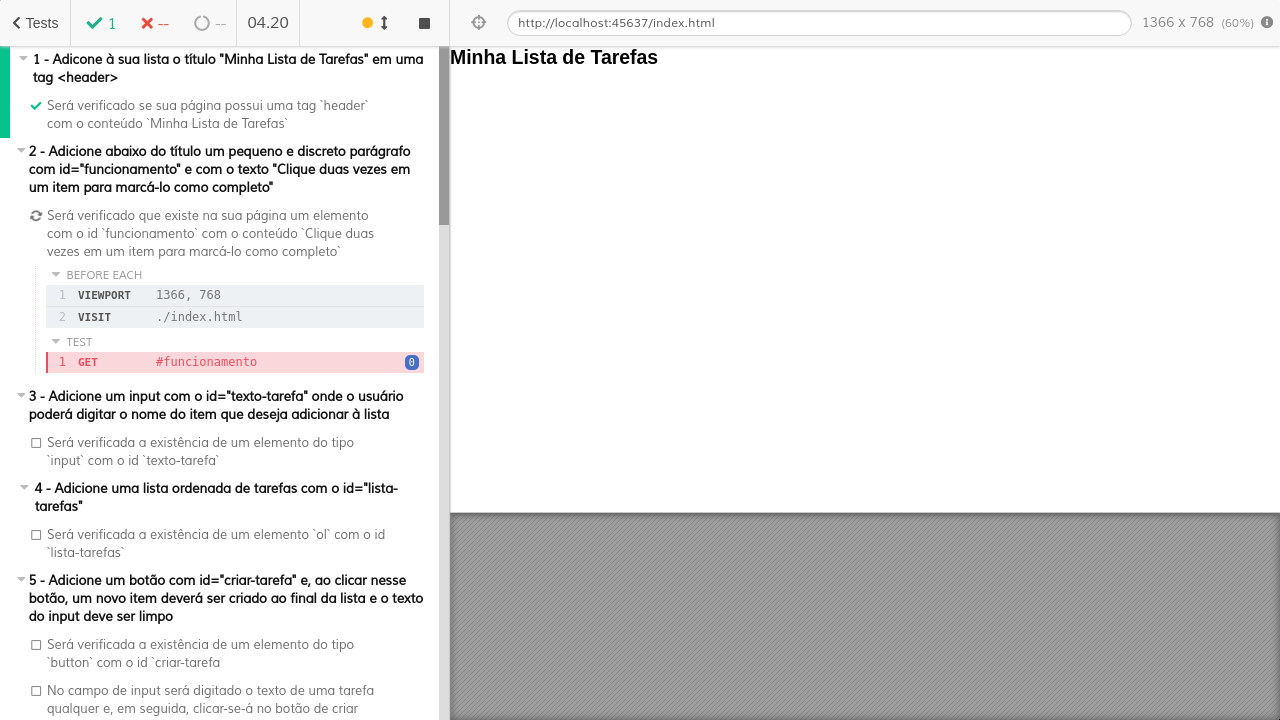 Tests
1
--
--
04.20
http://localhost:45637/index.html
1366 x 768 (60%)
1 - Adicone à sua lista o título "Minha Lista de Tarefas" em uma
tag <header>
Será verificado se sua página possui uma tag `header`
com o conteúdo `Minha Lista de Tarefas`
2 - Adicione abaixo do título um pequeno e discreto parágrafo
com id="funcionamento" e com o texto "Clique duas vezes em
um item para marcá-lo como completo"
Será verificado que existe na sua página um elemento
com o id `funcionamento` com o conteúdo `Clique duas
vezes em um item para marcá-lo como completo`
BEFORE EACH
1 VIEWPORT 1366, 768
2 VISIT ./index.html
TEST
1 GET #funcionamento 0
3 - Adicione um input com o id="texto-tarefa" onde o usuário
poderá digitar o nome do item que deseja adicionar à lista
Será verificada a existência de um elemento do tipo
`input` com o id `texto-tarefa`
4 - Adicione uma lista ordenada de tarefas com o id="lista-
tarefas"
Será verificada a existência de um elemento `ol` com o id
`lista-tarefas`
5 - Adicione um botão com id="criar-tarefa" e, ao clicar nesse
botão, um novo item deverá ser criado ao final da lista e o texto
do input deve ser limpo
Será verificada a existência de um elemento do tipo
`button` com o id `criar-tarefa
No campo de input será digitado o texto de uma tarefa
qualquer e, em seguida, clicar-se-á no botão de criar
Minha Lista de Tarefas